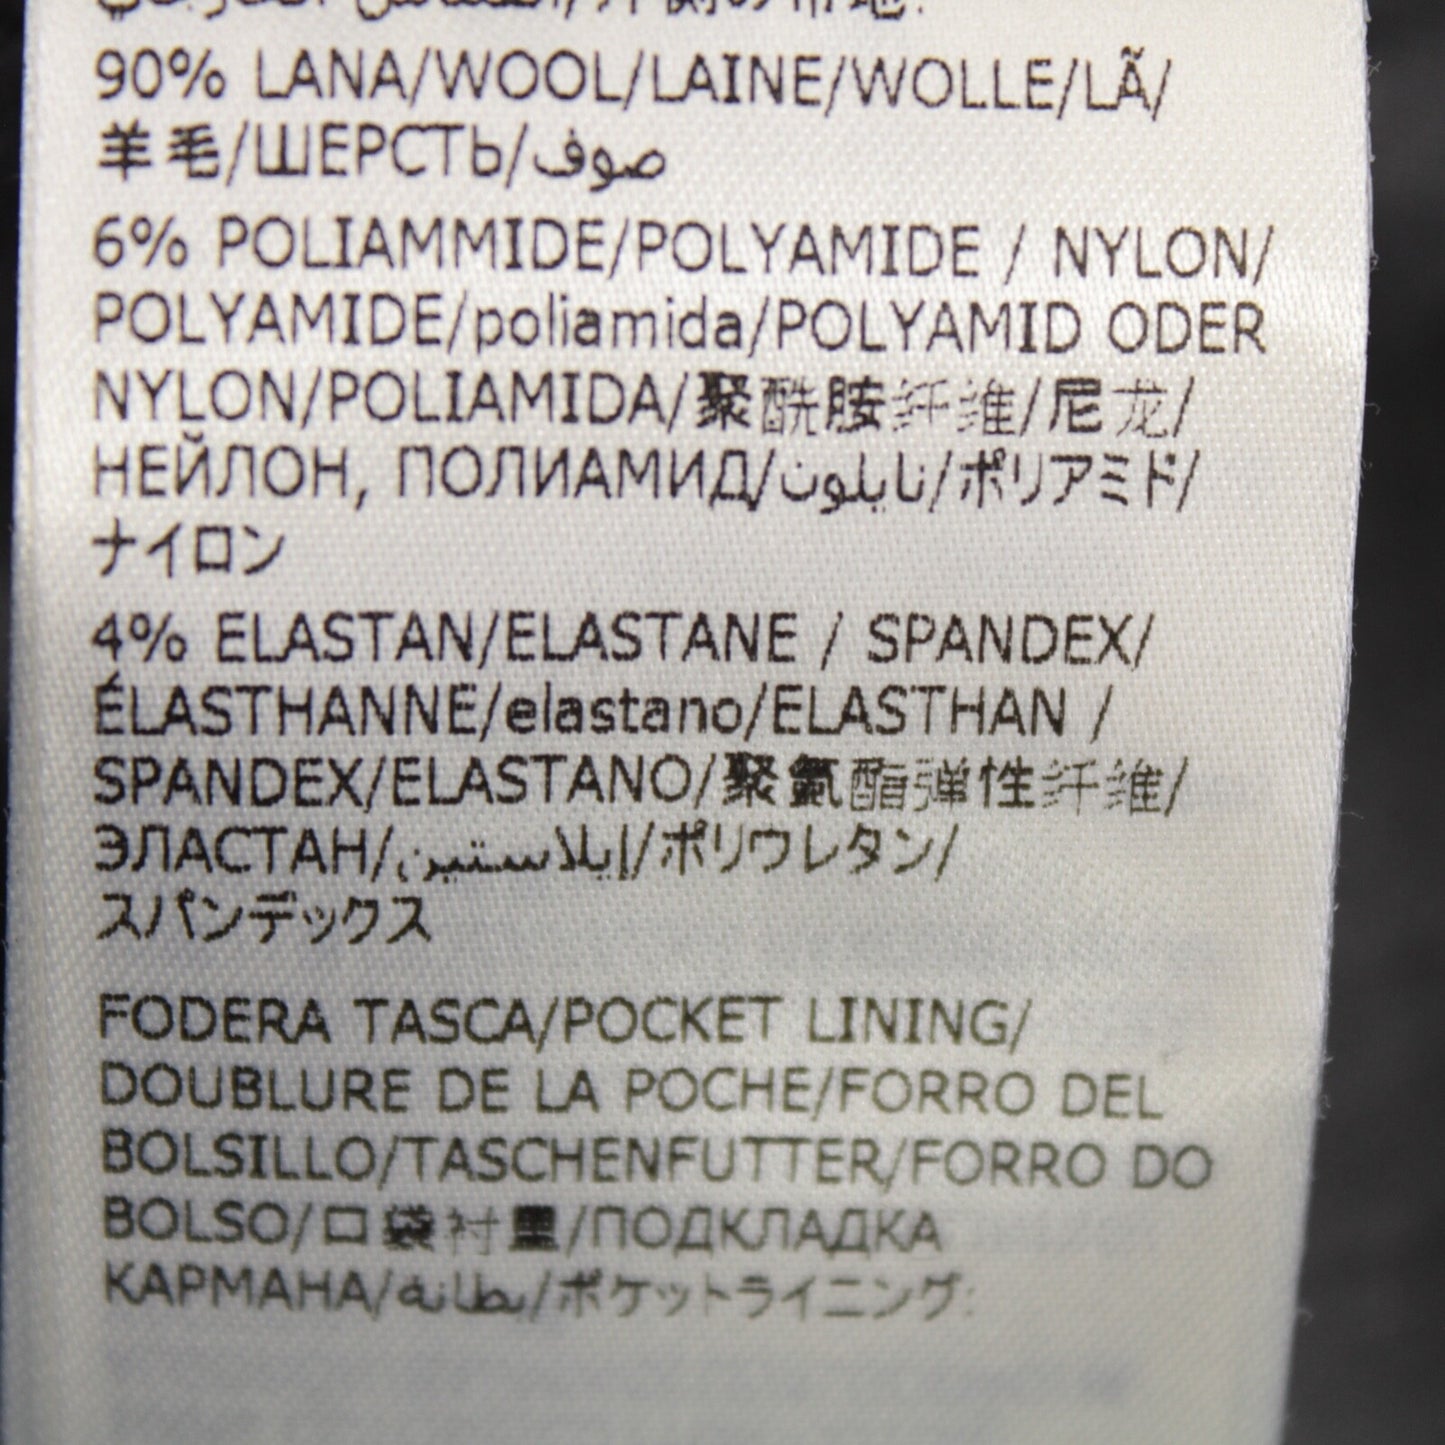 90% LANA/WOOL/LAINE/WOLLE/LÃ/
羊毛/ШЕРСТЬ/صوف
6% POLIAMMIDE/POLYAMIDE / NYLON/
POLYAMIDE/poliamida/POLYAMID ODER
NYLON/POLIAMIDA/聚酰胺纤维/尼龙/
НЕЙЛОН, ПОЛИАМИД/نايلون/ポリアミド/
ナイロン
4% ELASTAN/ELASTANE / SPANDEX/
ÉLASTHANNE/elastano/ELASTHAN /
SPANDEX/ELASTANO/聚氨酯弹性纤维/
ЭЛАСТАН/إيلاستين/ポリウレタン/
スパンデックス
FODERA TASCA/POCKET LINING/
DOUBLURE DE LA POCHE/FORRO DEL
BOLSILLO/TASCHENFUTTER/FORRO DO
BOLSO/口袋衬里/ПОДКЛАДКА
КАРМАНА/بطانة/ポケットライニング: